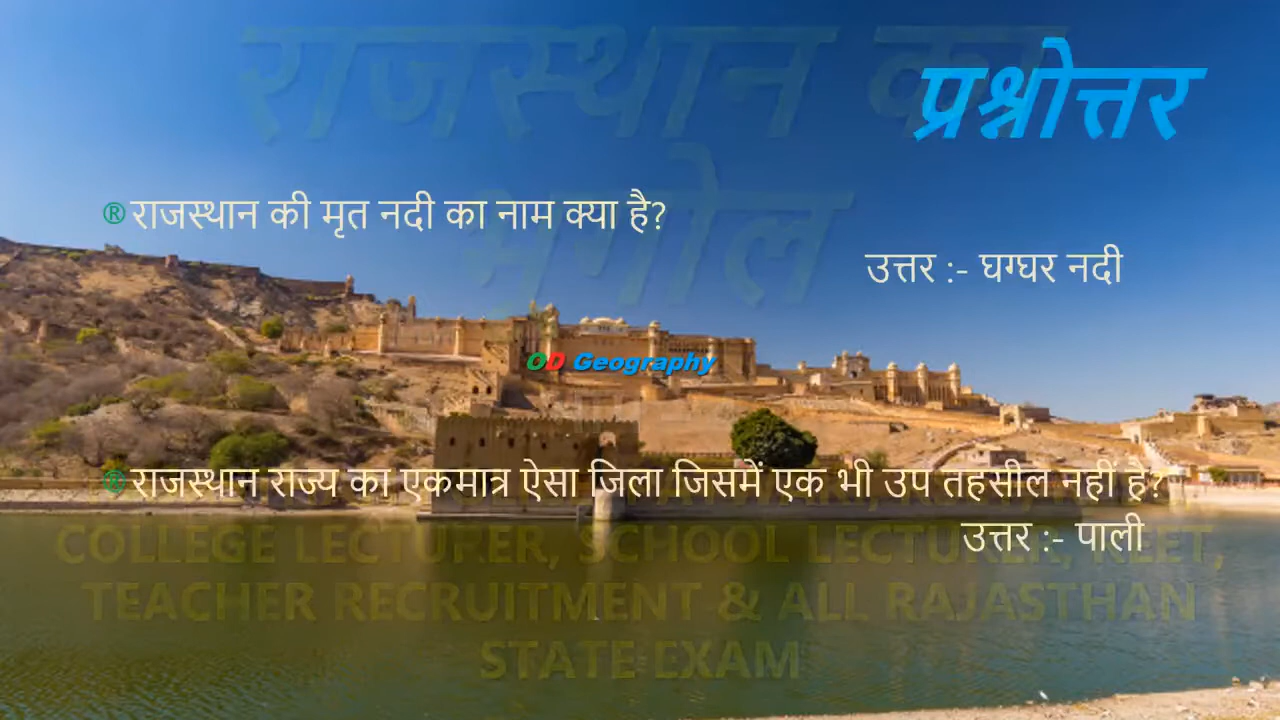 राजस्थान का
प्रश्नोत्तर
भूगोल
® राजस्थान की मृत नदी का नाम क्या है?
उत्तर :- घग्घर नदी
OD Geography
® राजस्थान राज्य का एकमात्र ऐसा जिला जिसमें एक भी उप तहसील नहीं है?
उत्तर :- पाली
COLLEGE LECTURER, SCHOOL LECTURER, REET,
TEACHER RECRUITMENT & ALL RAJASTHAN
STATE EXAM